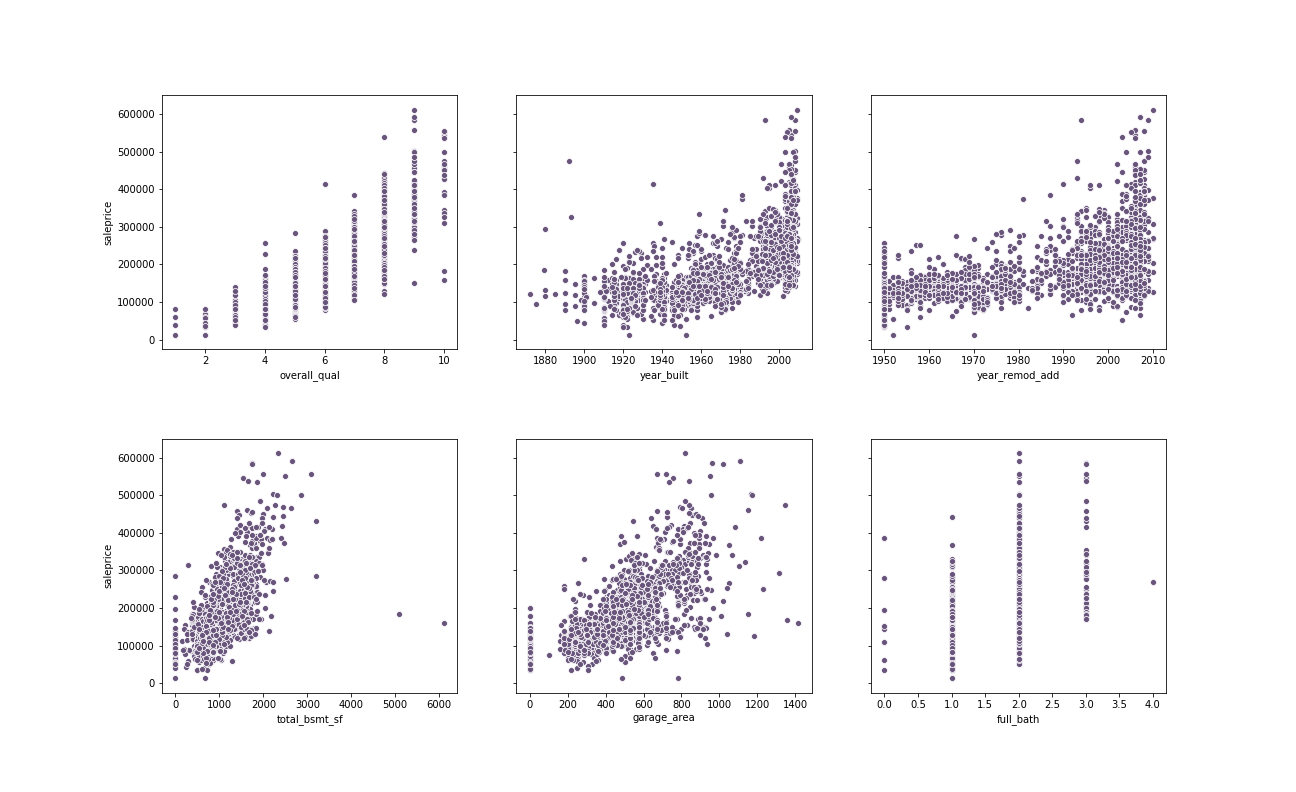 600000
500000
400000
300000
200000
100000
0
saleprice
2 4 6 8 10
overall_qual
1880 1900 1920 1940 1960 1980 2000
year_built
1950 1960 1970 1980 1990 2000 2010
year_remod_add
600000
500000
400000
300000
200000
100000
0
saleprice
0 1000 2000 3000 4000 5000 6000
total_bsmt_sf
0 200 400 600 800 1000 1200 1400
garage_area
0.0 0.5 1.0 1.5 2.0 2.5 3.0 3.5 4.0
full_bath